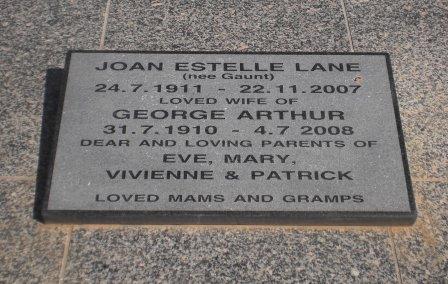 JOAN ESTELLE LANE
(nee Gaunt)
24.7.1911 - 22.11.2007
LOVED WIFE OF
GEORGE ARTHUR
31.7.1910 - 4.7 2008
DEAR AND LOVING PARENTS OF
EVE, MARY,
VIVIENNE & PATRICK
LOVED MAMS AND GRAMPS